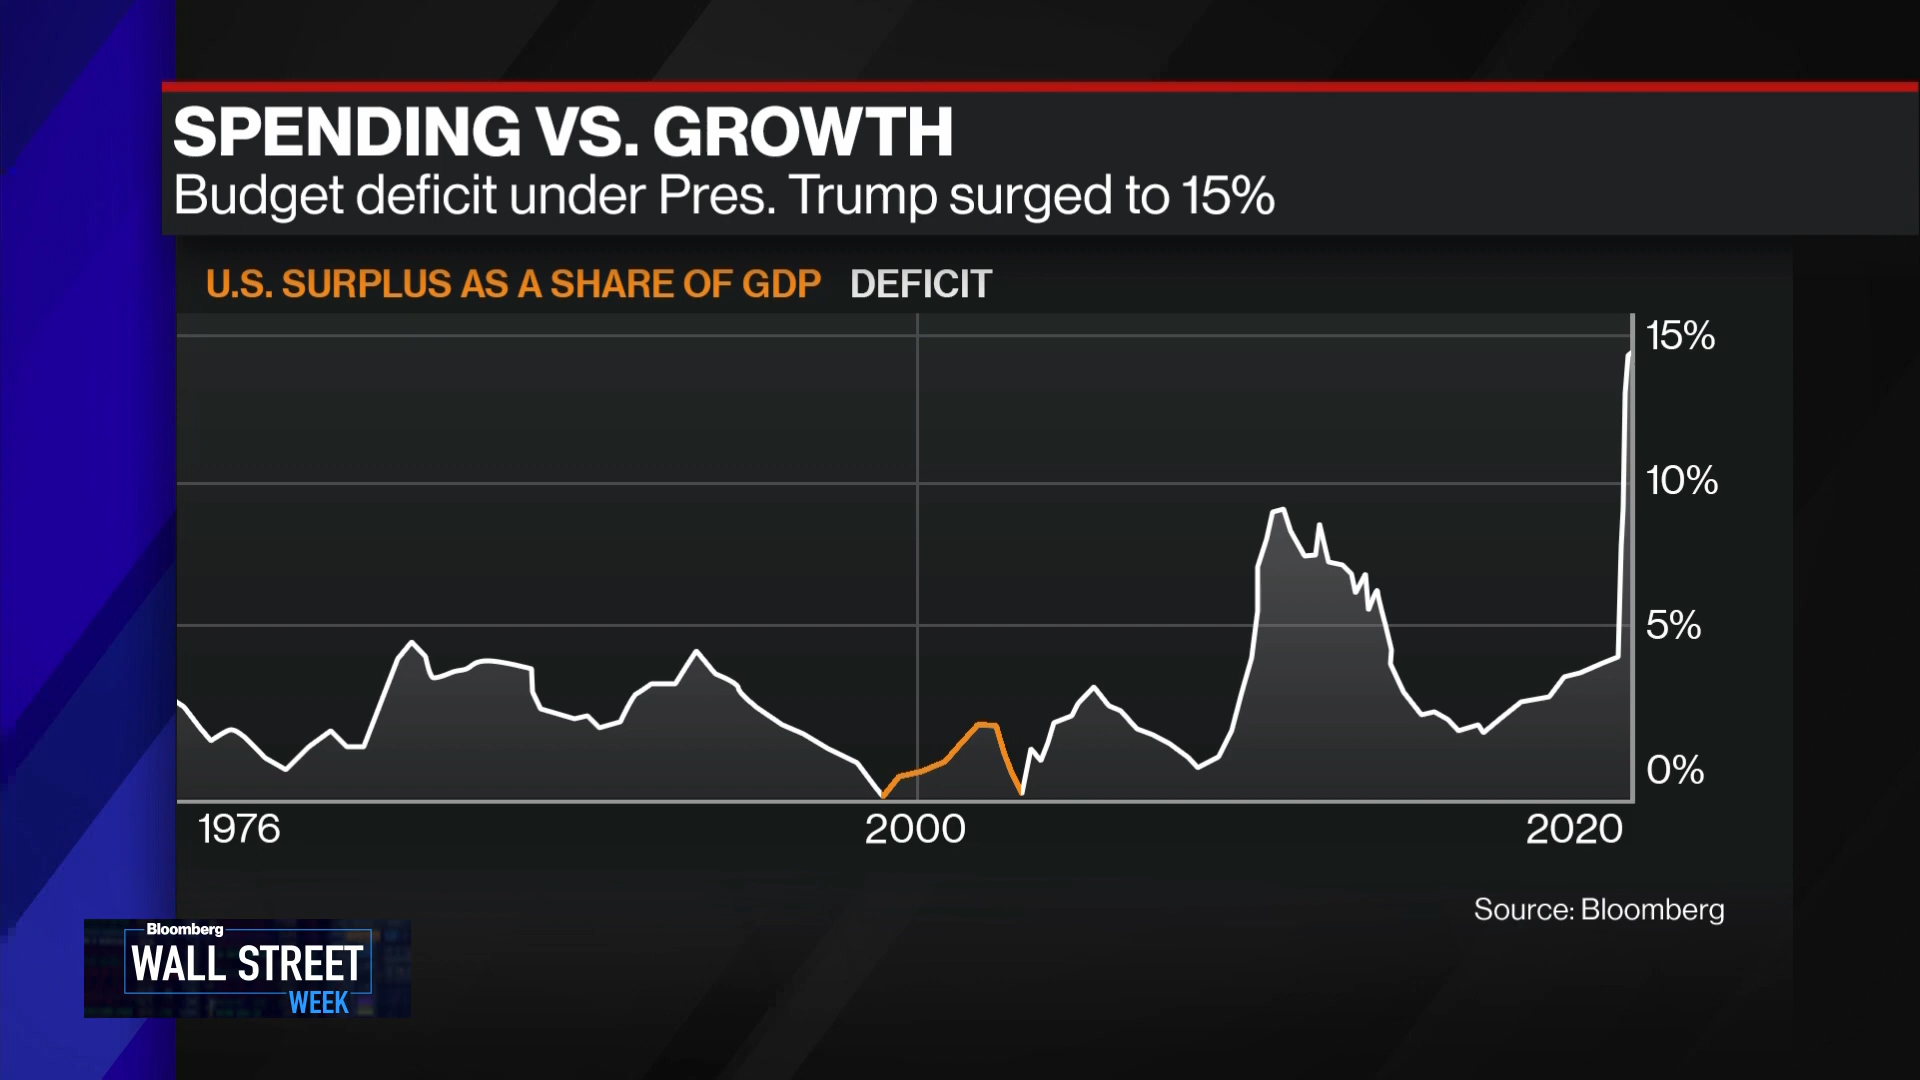 SPENDING VS. GROWTH
Budget deficit under Pres. Trump surged to 15%
U.S. SURPLUS AS A SHARE OF GDP DEFICIT
15%
10%
5%
0%
1976 2000 2020
Source: Bloomberg
Bloomberg
WALL STREET
WEEK